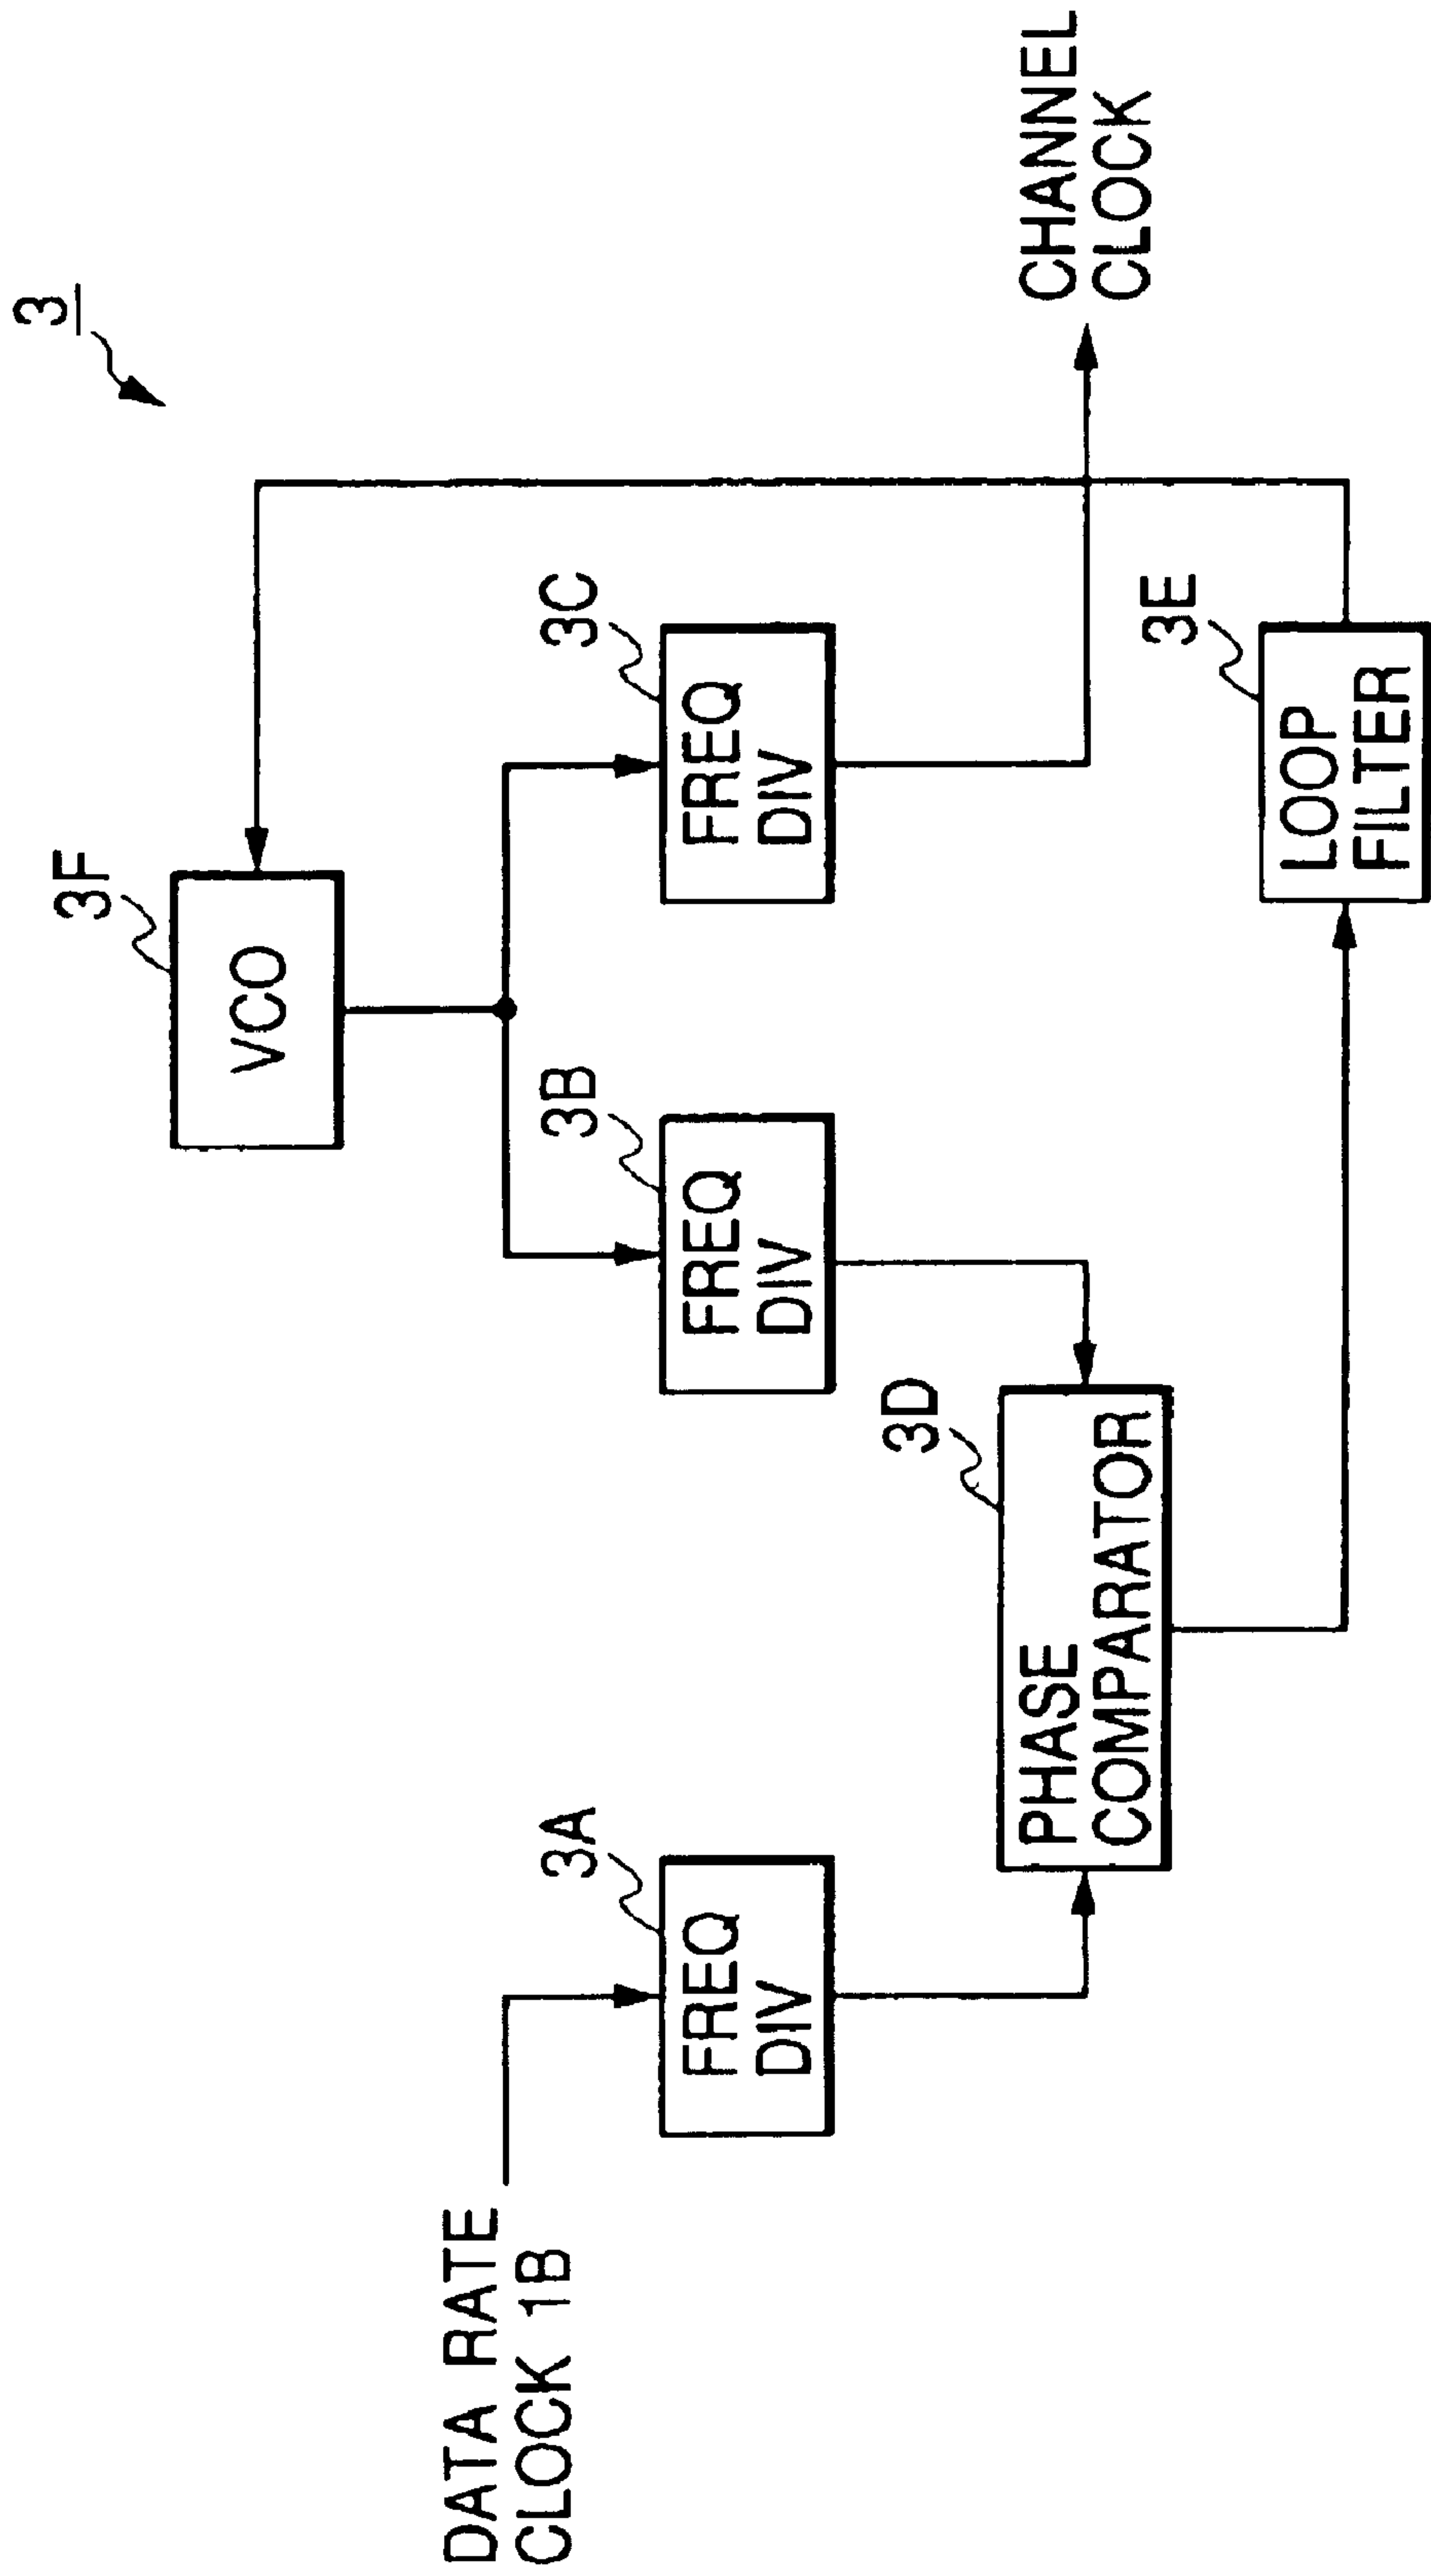 3
3F
VCO
3B
FREQ
DIV
3C
FREQ
DIV
DATA RATE
CLOCK 1B
3A
FREQ
DIV
3D
PHASE
COMPARATOR
CHANNEL
CLOCK
3E
LOOP
FILTER